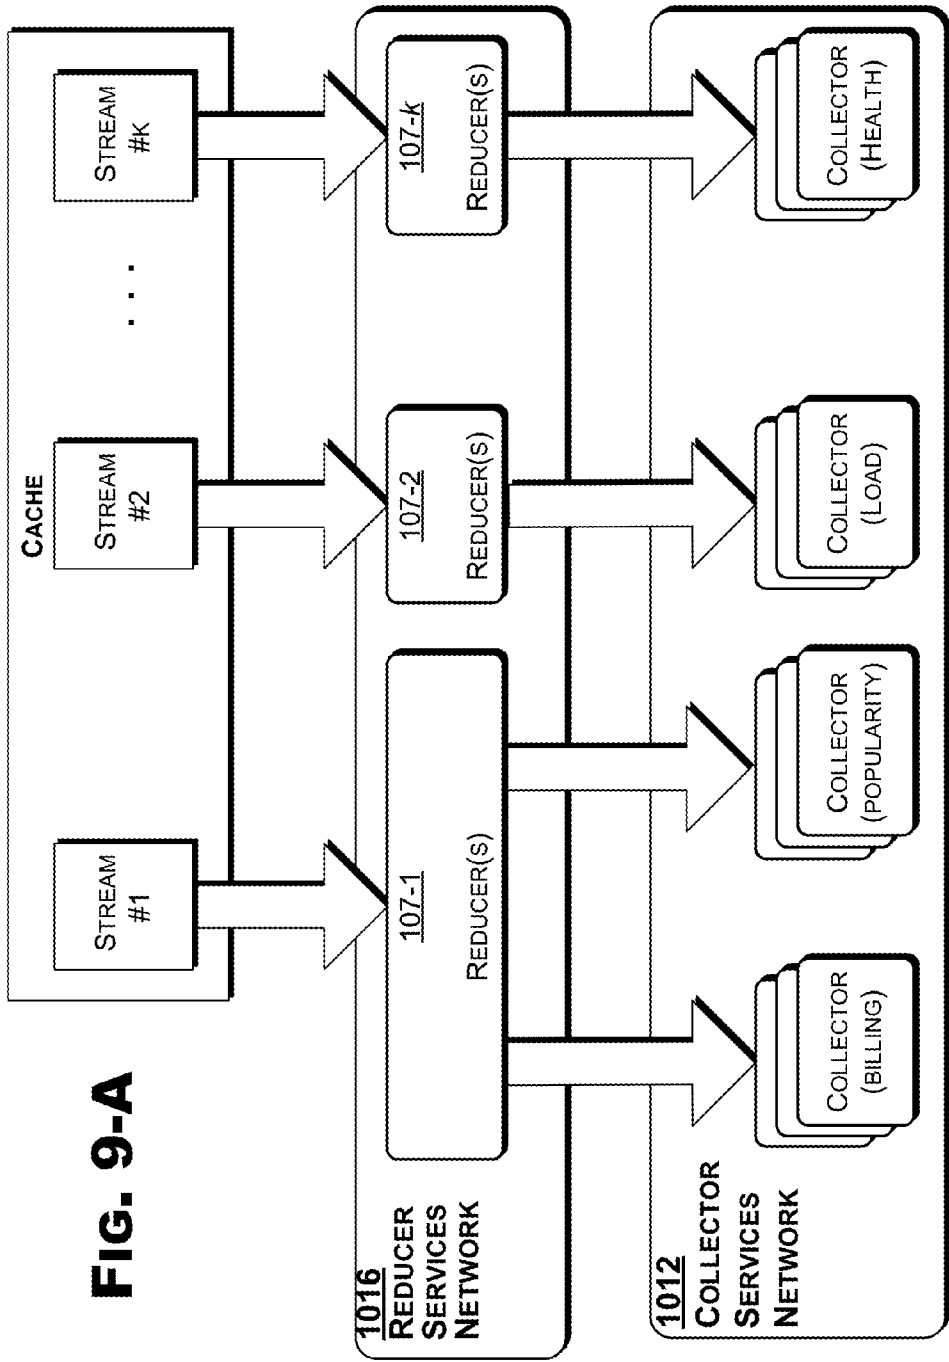 CACHE
STREAM
#1
STREAM
#2
. . .
STREAM
#K
FIG. 9-A
1016
REDUCER
SERVICES
NETWORK
107-1
REDUCER(S)
107-2
REDUCER(S)
107-k
REDUCER(S)
1012
COLLECTOR
SERVICES
NETWORK
COLLECTOR
(BILLING)
COLLECTOR
(POPULARITY)
COLLECTOR
(LOAD)
COLLECTOR
(HEALTH)